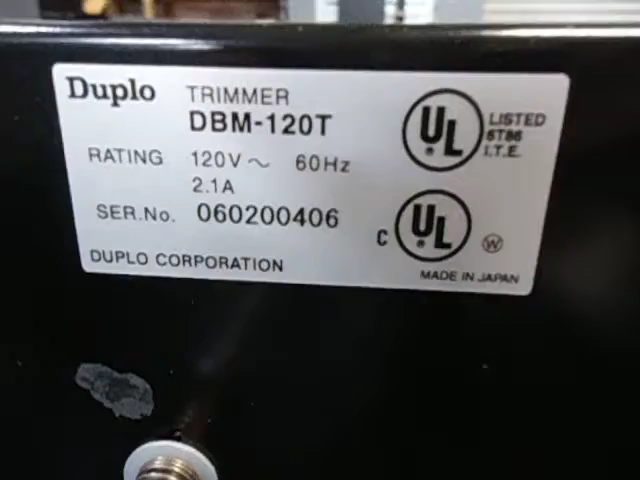 Duplo TRIMMER
DBM-120T
RATING 120V ~ 60Hz
2.1A
SER.No. 060200406
DUPLO CORPORATION
UL ® LISTED
6T86
I.T.E.
C UL ® W
MADE IN JAPAN